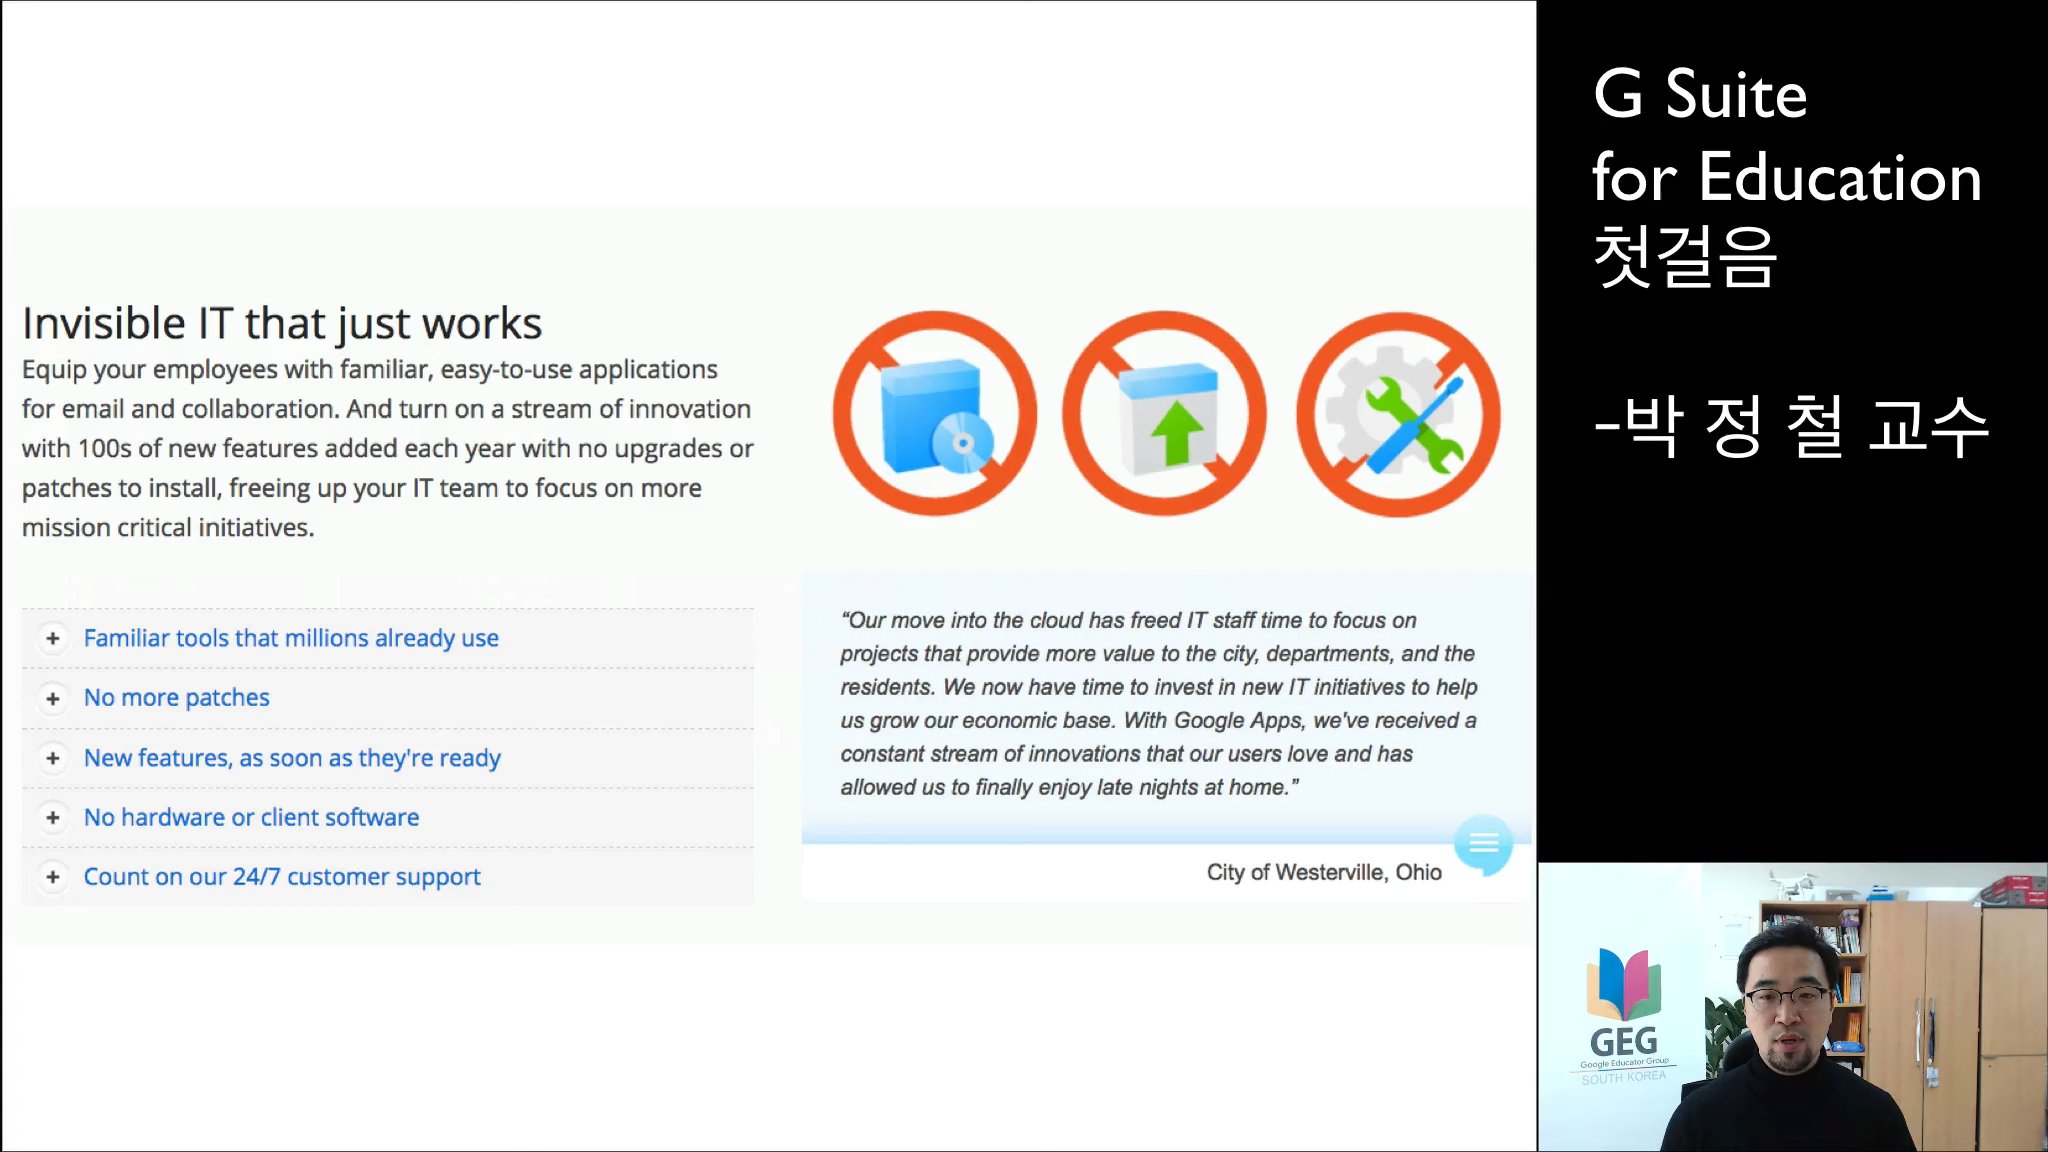 Invisible IT that just works
Equip your employees with familiar, easy-to-use applications
for email and collaboration. And turn on a stream of innovation
with 100s of new features added each year with no upgrades or
patches to install, freeing up your IT team to focus on more
mission critical initiatives.
+ Familiar tools that millions already use
+ No more patches
+ New features, as soon as they're ready
+ No hardware or client software
+ Count on our 24/7 customer support
“Our move into the cloud has freed IT staff time to focus on
projects that provide more value to the city, departments, and the
residents. We now have time to invest in new IT initiatives to help
us grow our economic base. With Google Apps, we've received a
constant stream of innovations that our users love and has
allowed us to finally enjoy late nights at home.”
City of Westerville, Ohio
G Suite
for Education
첫걸음
-박 정 철 교수
GEG
Google Educator Group
SOUTH KOREA